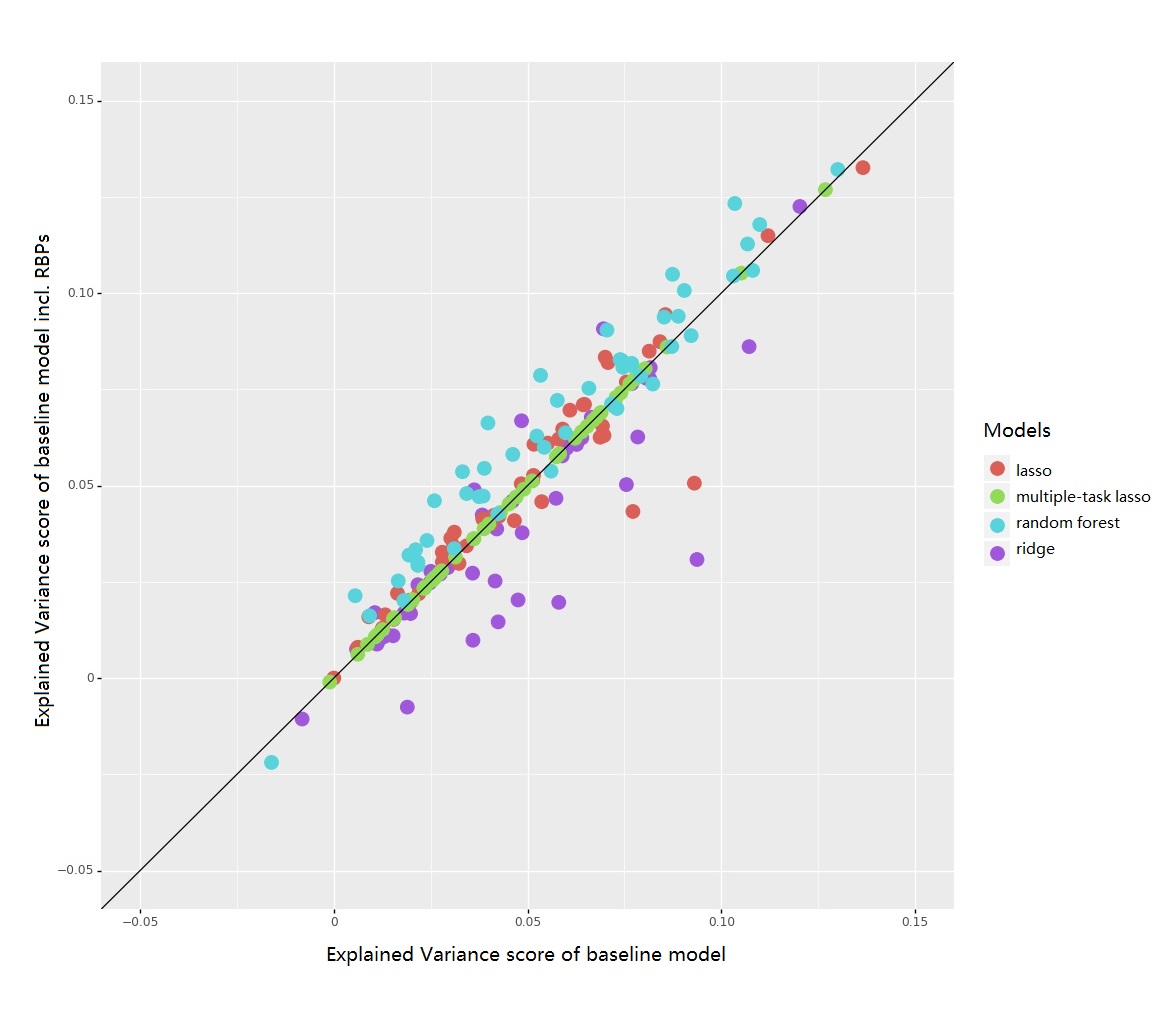 Explained Variance score of baseline model incl. RBPs
0.15
0.10
0.05
0
−0.05
−0.05
0
0.05
0.10
0.15
Explained Variance score of baseline model
Models
lasso
multiple-task lasso
random forest
ridge